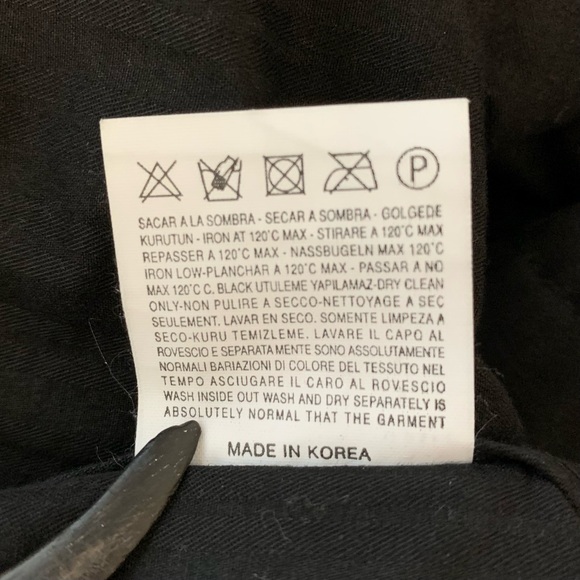 P
SACAR A LA SOMBRA - SECAR A SOMBRA - GOLGEDE
KURUTUN - IRON AT 120°C MAX - STIRARE A 120°C MAX
REPASSER A 120°C MAX - NASSBUGELN MAX 120°C
IRON LOW-PLANCHAR A 120°C MAX - PASSAR A NO
MAX 120°C C. BLACK UTULEME YAPILAMAZ-DRY CLEAN
ONLY-NON PULIRE A SECCO-NETTOYAGE A SEC
SEULEMENT. LAVAR EN SECO. SOMENTE LIMPEZA A
SECO-KURU TEMIZLEME. LAVARE IL CAPO AL
ROVESCIO E SEPARATA MENTE SONO ASSOLUTAMENTE
NORMALI BARIAZIONI DI COLORE DEL TESSUTO NEL
TEMPO ASCIUGARE IL CARO AL ROVESCIO
WASH INSIDE OUT WASH AND DRY SEPARATELY IS
ABSOLUTELY NORMAL THAT THE GARMENT
MADE IN KOREA